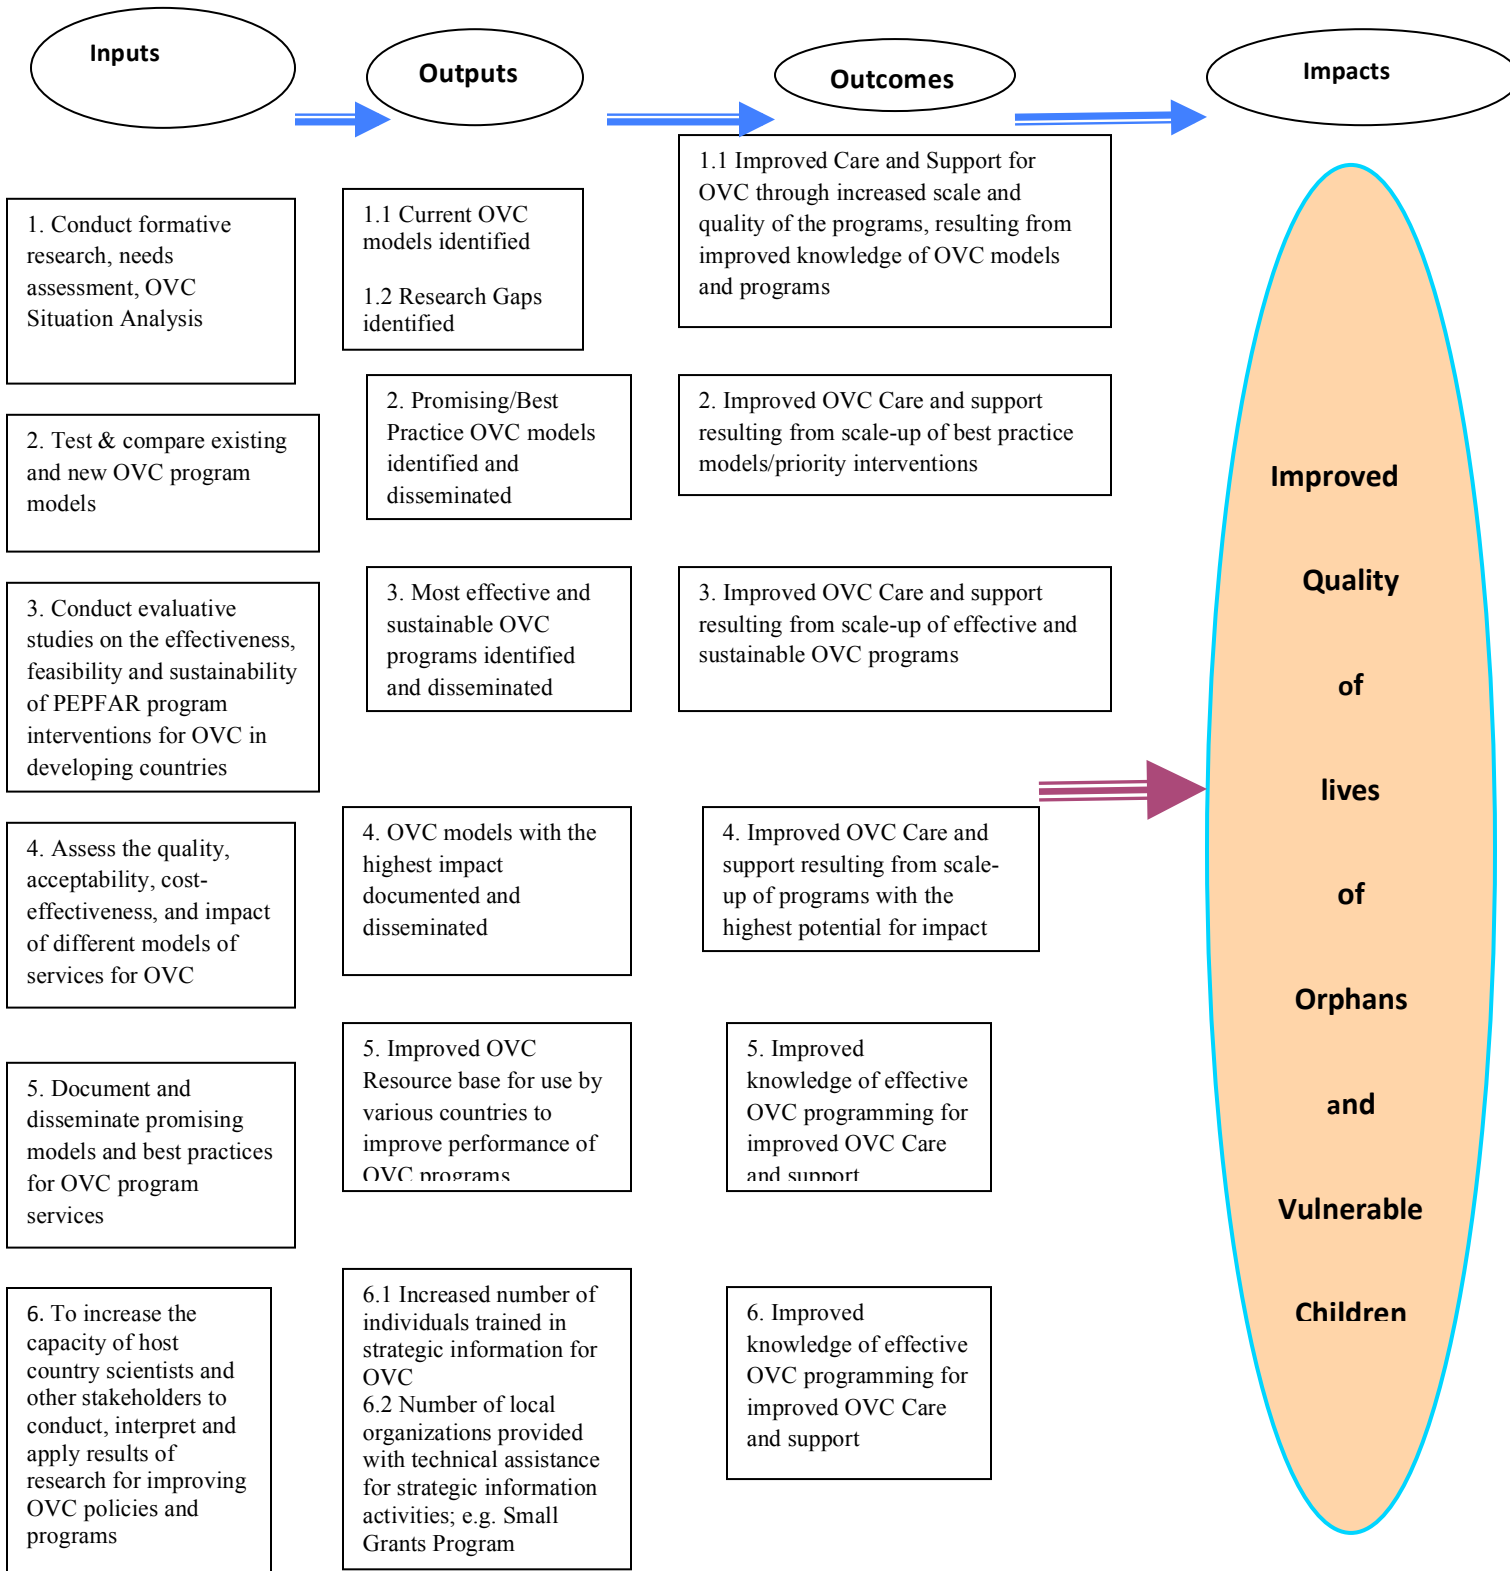 Inputs
Outputs
Outcomes
Impacts
1. Conduct formative
research, needs
assessment, OVC
Situation Analysis
1.1 Current OVC
models identified
1.2 Research Gaps
identified
1.1 Improved Care and Support for
OVC through increased scale and
quality of the programs, resulting from
improved knowledge of OVC models
and programs
2. Test & compare existing
and new OVC program
models
2. Promising/Best
Practice OVC models
identified and
disseminated
2. Improved OVC Care and support
resulting from scale-up of best practice
models/priority interventions
3. Conduct evaluative
studies on the effectiveness,
feasibility and sustainability
of PEPFAR program
interventions for OVC in
developing countries
3. Most effective and
sustainable OVC
programs identified
and disseminated
3. Improved OVC Care and support
resulting from scale-up of effective and
sustainable OVC programs
4. Assess the quality,
acceptability, cost-
effectiveness, and impact
of different models of
services for OVC
4. OVC models with the
highest impact
documented and
disseminated
4. Improved OVC Care and
support resulting from scale-
up of programs with the
highest potential for impact
5. Document and
disseminate promising
models and best practices
for OVC program
services
5. Improved OVC
Resource base for use by
various countries to
improve performance of
OVC programs
5. Improved
knowledge of effective
OVC programming for
improved OVC Care
and support
6. To increase the
capacity of host
country scientists and
other stakeholders to
conduct, interpret and
apply results of
research for improving
OVC policies and
programs
6.1 Increased number of
individuals trained in
strategic information for
OVC
6.2 Number of local
organizations provided
with technical assistance
for strategic information
activities; e.g. Small
Grants Program
6. Improved
knowledge of effective
OVC programming for
improved OVC Care
and support
Improved
Quality
of
lives
of
Orphans
and
Vulnerable
Children